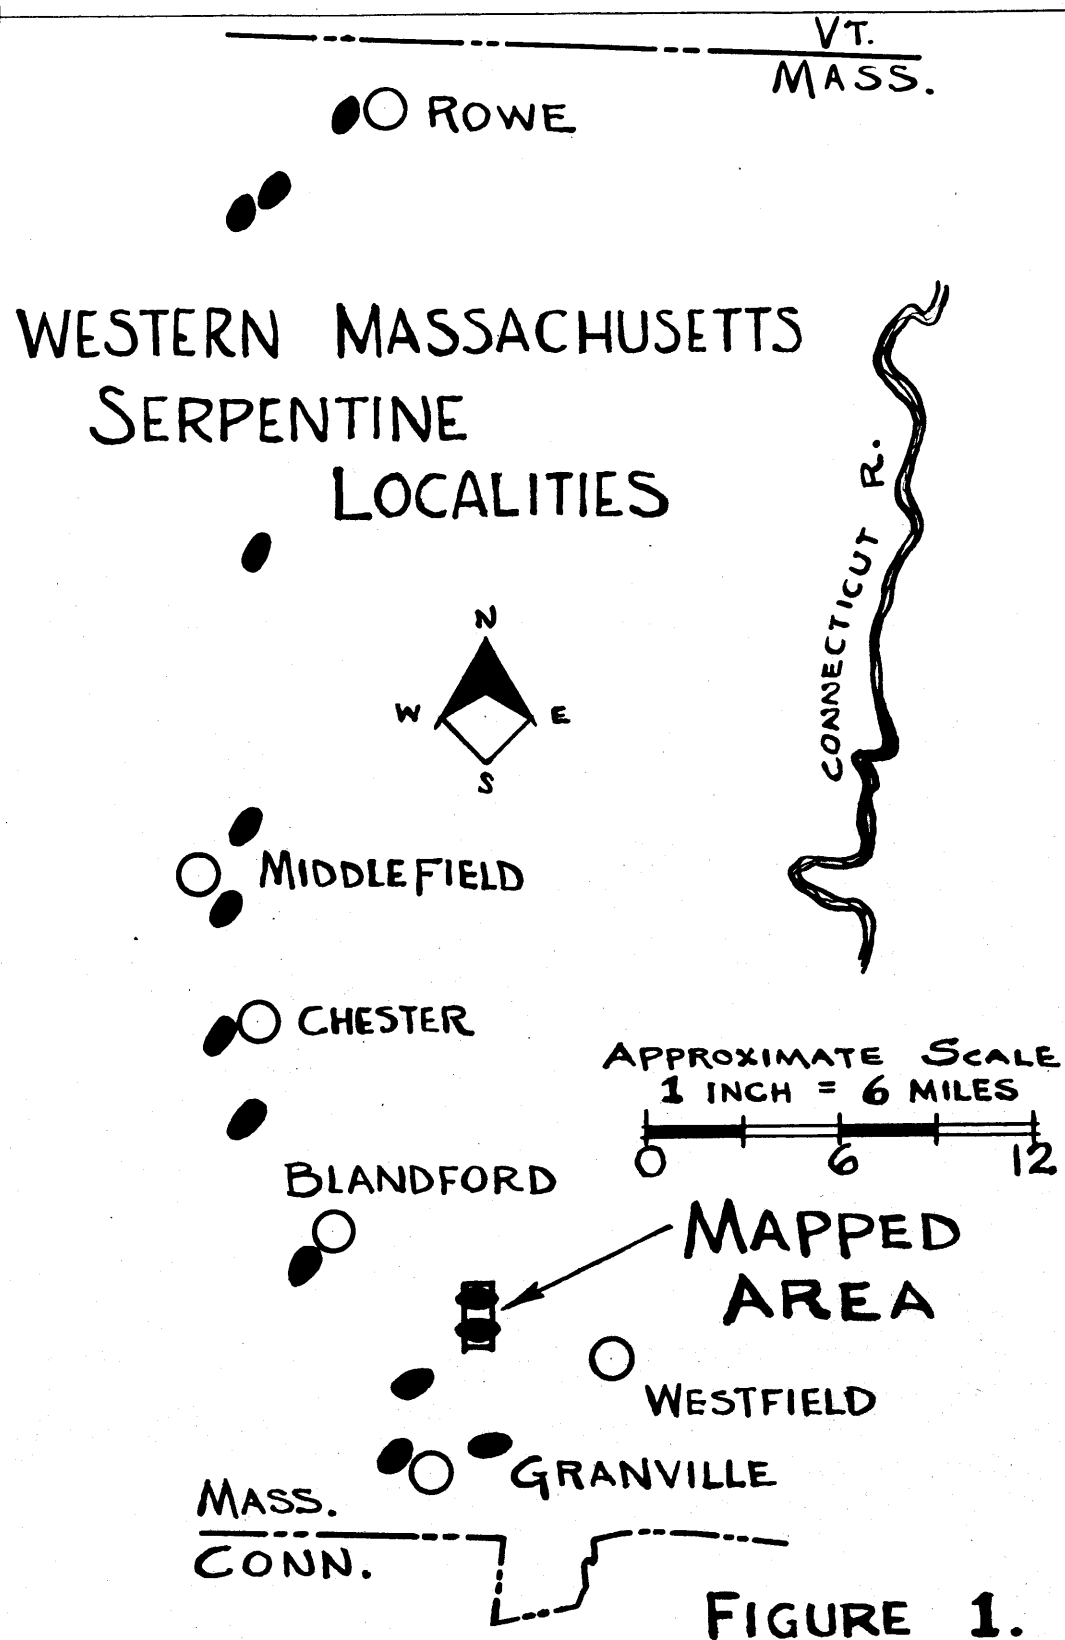 VT.
MASS.
ROWE
WESTERN MASSACHUSETTS
SERPENTINE
LOCALITIES
CONNECTICUT R.
N
W E
S
MIDDLEFIELD
CHESTER
APPROXIMATE SCALE
1 INCH = 6 MILES
0 6 12
BLANDFORD
MAPPED
AREA
WESTFIELD
GRANVILLE
MASS.
CONN.
FIGURE 1.